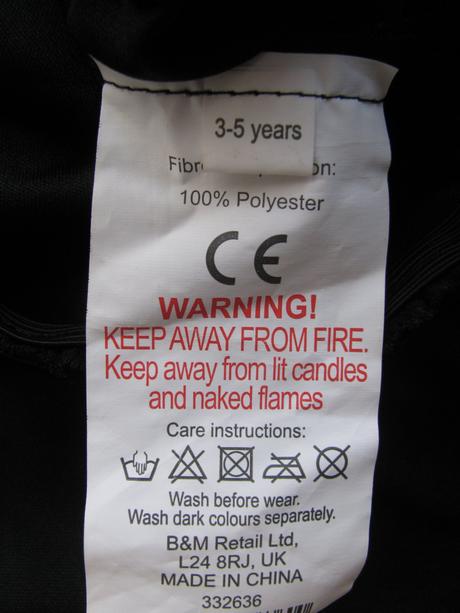 3-5 years
100% Polyester
CE
WARNING!
KEEP AWAY FROM FIRE.
Keep away from lit candles
and naked flames
Care instructions:
Wash before wear.
Wash dark colours separately.
B&M Retail Ltd,
L24 8RJ, UK
MADE IN CHINA
332636